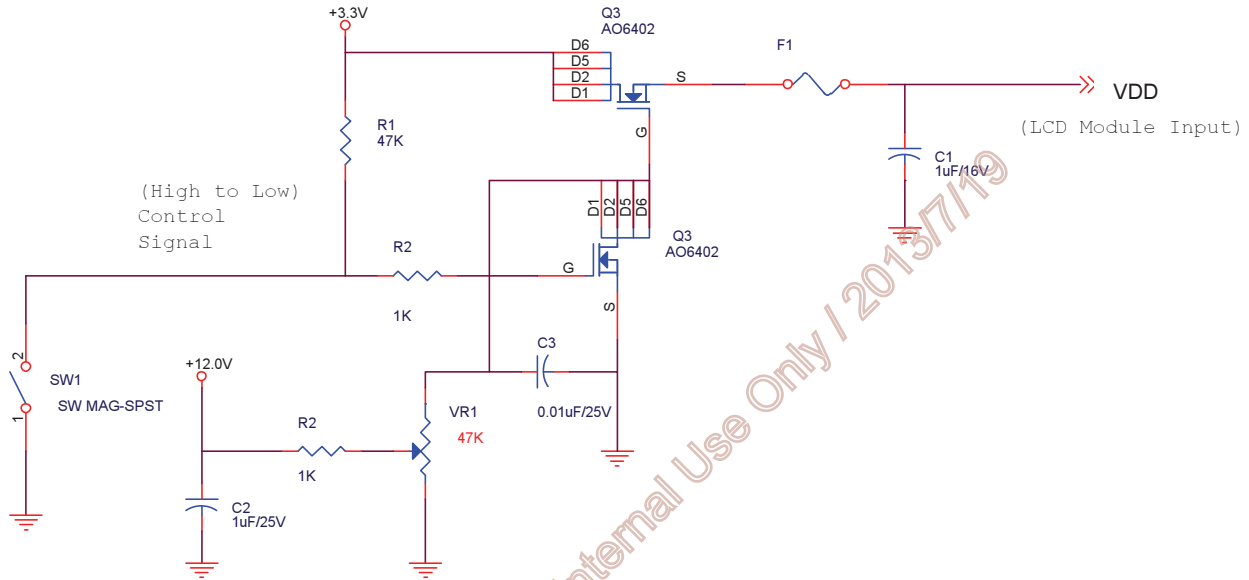 +3.3V
Q3
AO6402
D6
D5
D2
D1
S
G
F1
VDD
(LCD Module Input)
R1
47K
C1
1uF/16V
(High to Low)
Control
Signal
D1
D2
D5
D6
Q3
AO6402
R2
1K
G
S
2
SW1
SW MAG-SPST
1
+12.0V
C3
0.01uF/25V
VR1
47K
R2
1K
C2
1uF/25V
nternal Use Only / 2013/7/19